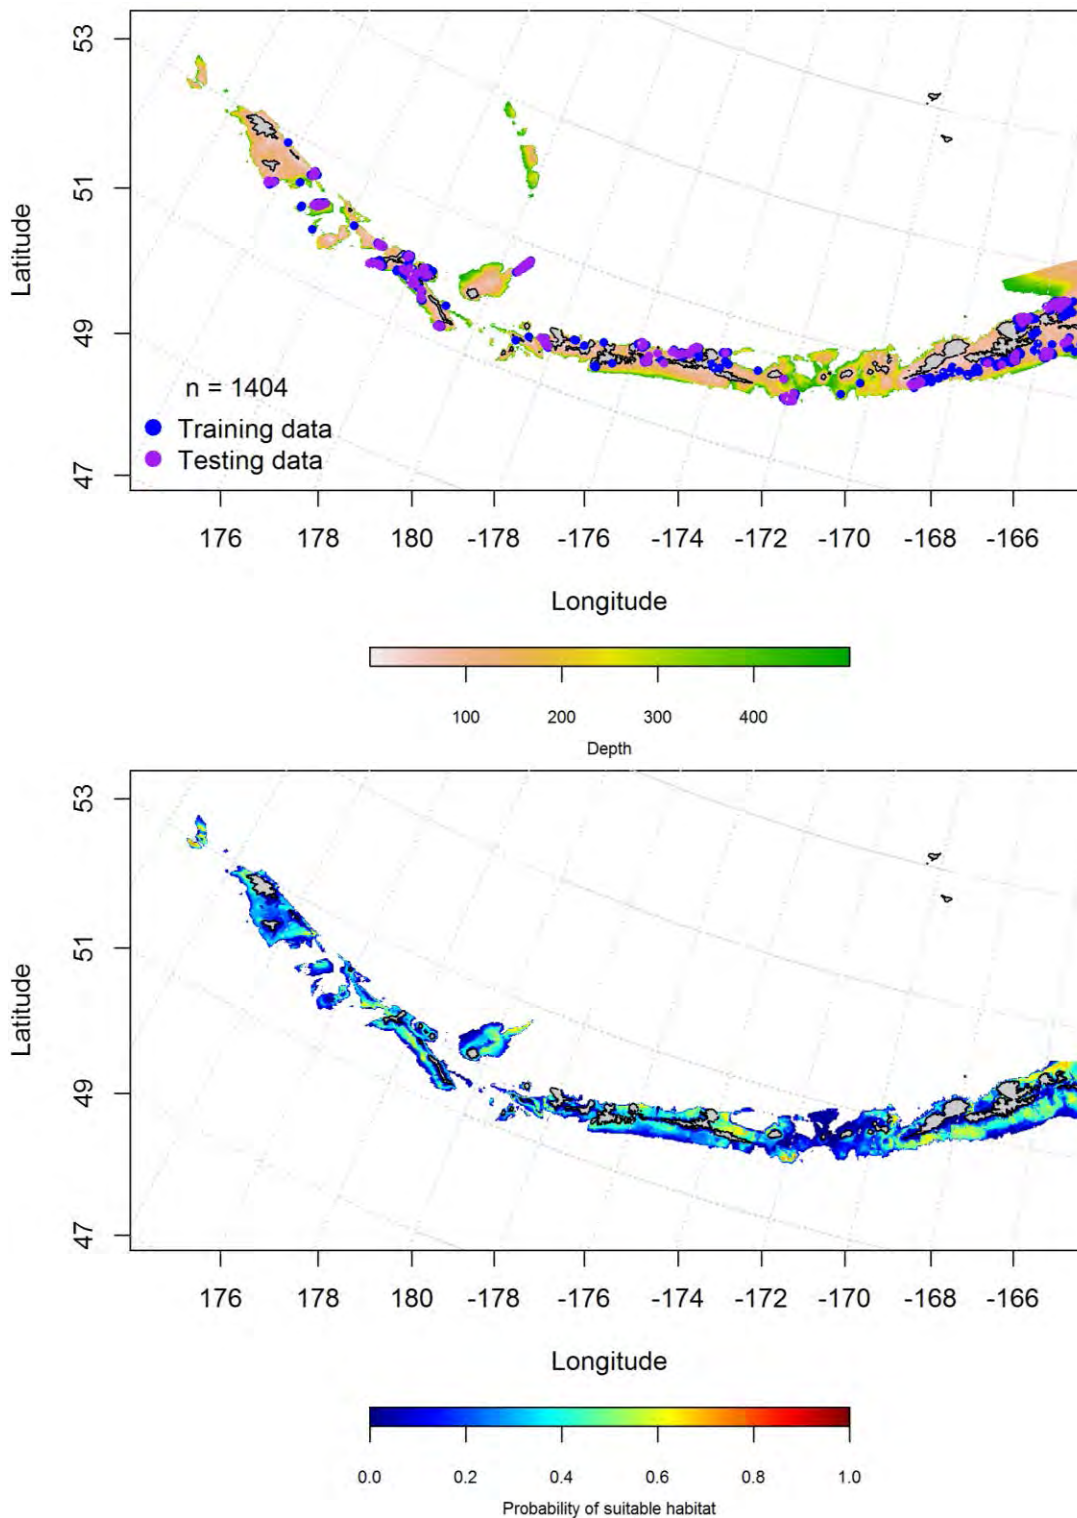 53
51
49
47
Latitude
n = 1404
Training data
Testing data
176 178 180 -178 -176 -174 -172 -170 -168 -166
Longitude
100 200 300 400
Depth
53
51
49
47
Latitude
176 178 180 -178 -176 -174 -172 -170 -168 -166
Longitude
0.0 0.2 0.4 0.6 0.8 1.0
Probability of suitable habitat